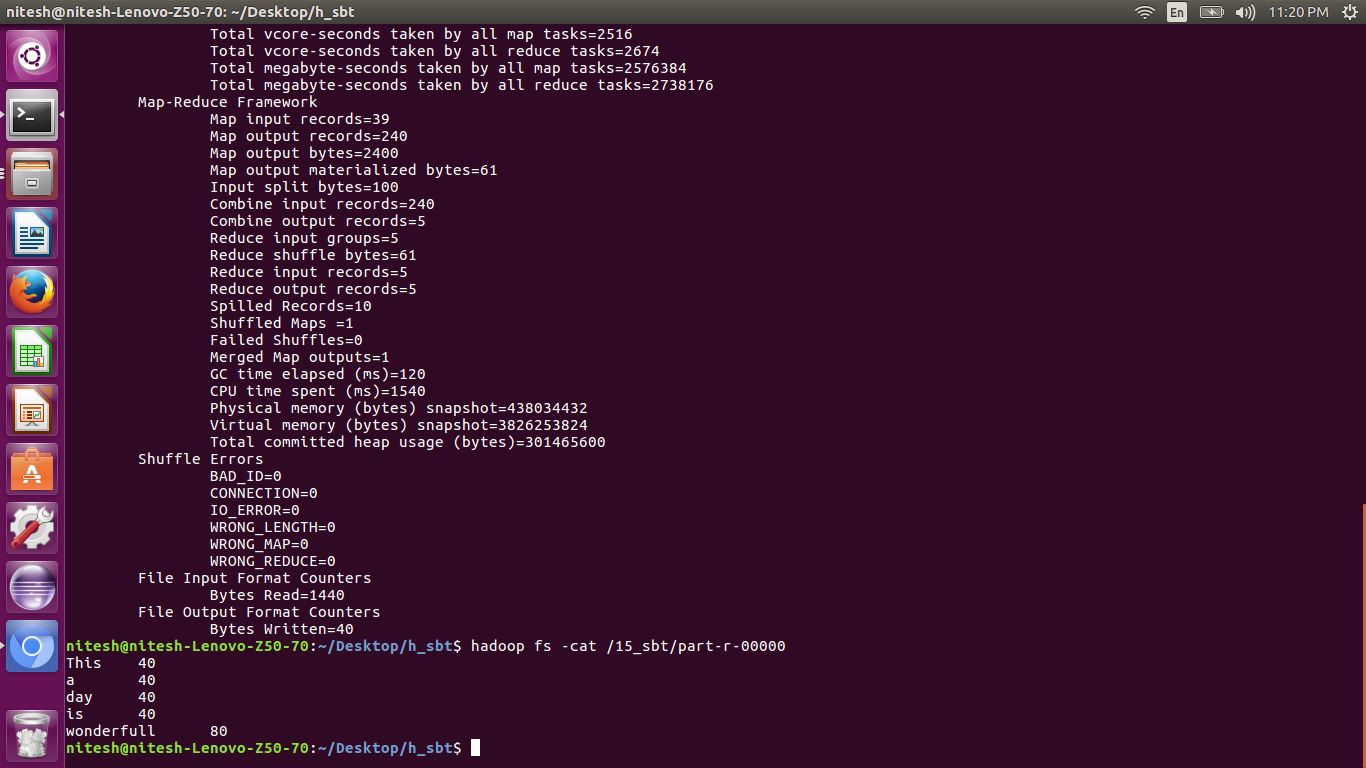 nitesh@nitesh-Lenovo-Z50-70: ~/Desktop/h_sbt En 11:20 PM
Total vcore-seconds taken by all map tasks=2516
Total vcore-seconds taken by all reduce tasks=2674
Total megabyte-seconds taken by all map tasks=2576384
Total megabyte-seconds taken by all reduce tasks=2738176
Map-Reduce Framework
Map input records=39
Map output records=240
Map output bytes=2400
Map output materialized bytes=61
Input split bytes=100
Combine input records=240
Combine output records=5
Reduce input groups=5
Reduce shuffle bytes=61
Reduce input records=5
Reduce output records=5
Spilled Records=10
Shuffled Maps =1
Failed Shuffles=0
Merged Map outputs=1
GC time elapsed (ms)=120
CPU time spent (ms)=1540
Physical memory (bytes) snapshot=438034432
Virtual memory (bytes) snapshot=3826253824
Total committed heap usage (bytes)=301465600
Shuffle Errors
BAD_ID=0
CONNECTION=0
IO_ERROR=0
WRONG_LENGTH=0
WRONG_MAP=0
WRONG_REDUCE=0
File Input Format Counters
Bytes Read=1440
File Output Format Counters
Bytes Written=40
nitesh@nitesh-Lenovo-Z50-70:~/Desktop/h_sbt$ hadoop fs -cat /15_sbt/part-r-00000
This 40
a 40
day 40
is 40
wonderfull 80
nitesh@nitesh-Lenovo-Z50-70:~/Desktop/h_sbt$